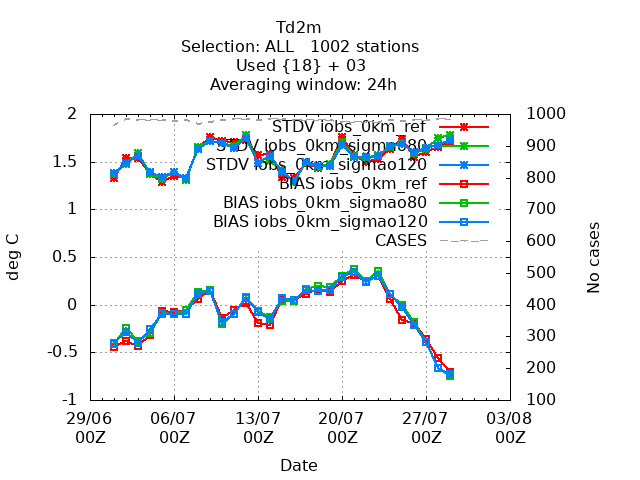 Td2m
Selection: ALL   1002 stations
Used {18} + 03
Averaging window: 24h
STDV iobs_0km_ref
STDV iobs_0km_sigmao80
STDV iobs_0km_sigmao120
BIAS iobs_0km_ref
BIAS iobs_0km_sigmao80
BIAS iobs_0km_sigmao120
CASES
2
1.5
1
0.5
0
-0.5
-1
deg C
1000
900
800
700
600
500
400
300
200
100
No cases
29/06 06/07 13/07 20/07 27/07 03/08
00Z 00Z 00Z 00Z 00Z 00Z
Date